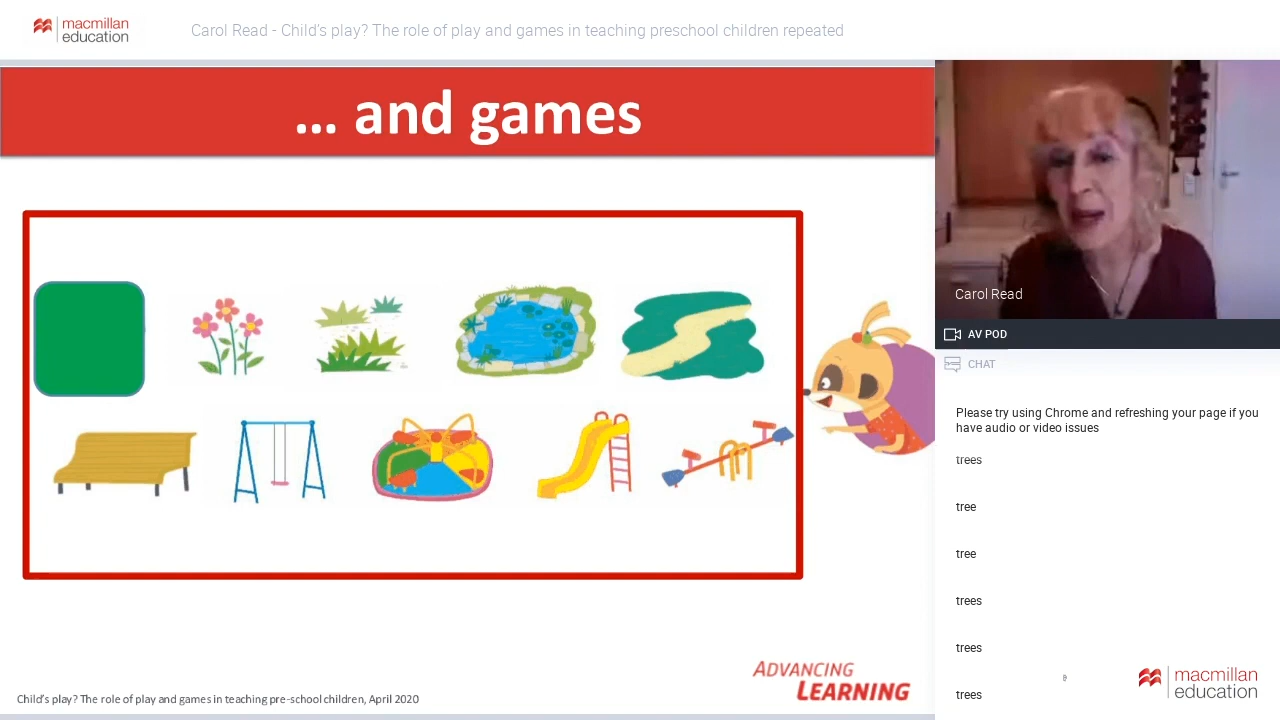 macmillan
education
Carol Read - Child's play? The role of play and games in teaching preschool children repeated
... and games
Carol Read
AV POD
CHAT
Please try using Chrome and refreshing your page if you
have audio or video issues
trees
tree
tree
trees
trees
trees
ADVANCING
LEARNING
Child's play? The role of play and games in teaching pre-school children, April 2020
macmillan
education